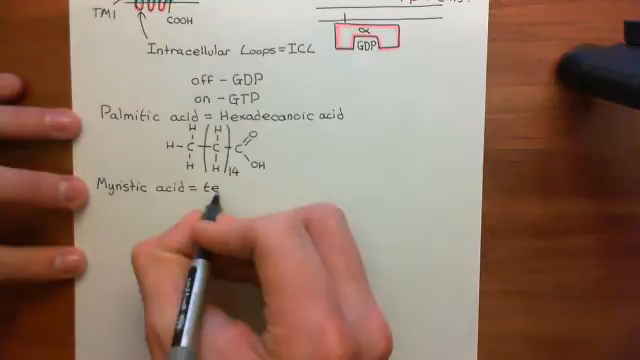 TM1
COOH
α
GDP
Intracellular Loops = ICL
off - GDP
on - GTP
Palmitic acid = Hexadecanoic acid
H H O
H - C - C - C
H H 14 OH
Myristic acid = te